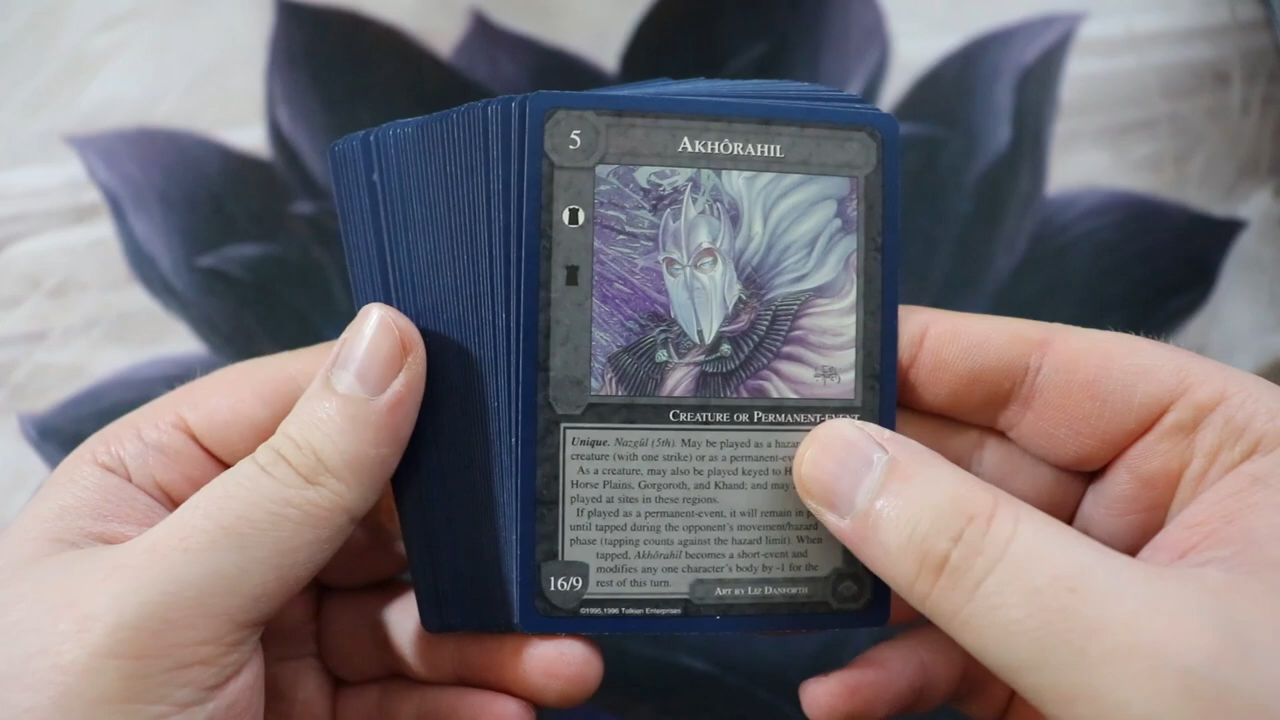 5
AKHÔRAHIL
CREATURE OR PERMANENT-EVENT
Unique. Nazgûl (5th). May be played as a
creature (with one strike) or as a
As a creature, may also be played keyed to
Horse Plains, Gorgoroth, and Khand; and may
played at sites in these regions.
If played as a permanent-event, it will remain in
until tapped during the opponent's movement/hazard
phase (tapping counts against the hazard limit). When
tapped, Akhôrahil becomes a short-event and
modifies any one character's body by -1 for the
rest of this turn.
16/9
ART BY LIZ DANFORTH
©1995,1996 Tolkien Enterprises